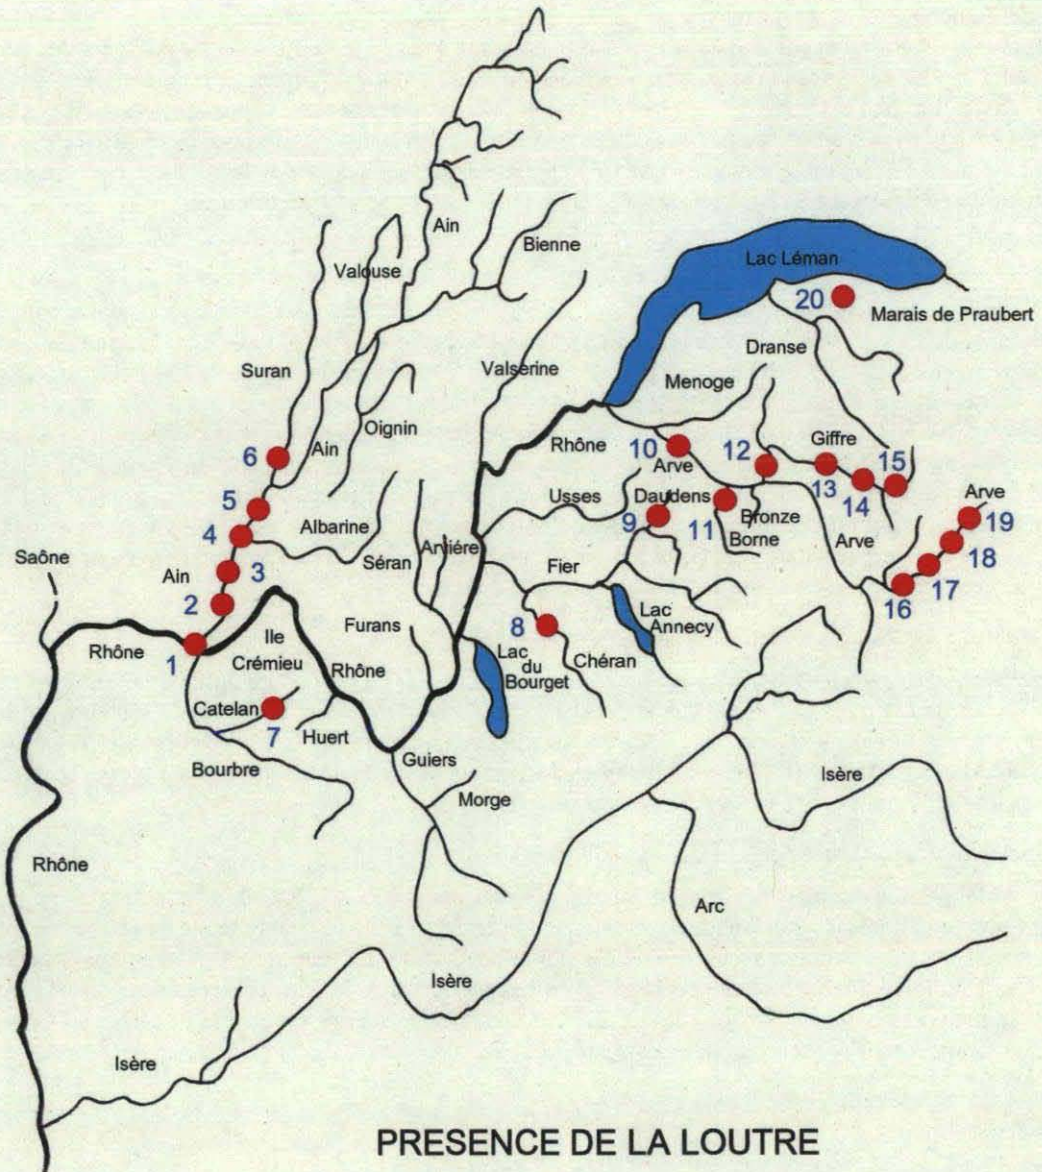 Ain
Bienne
Valouse
Lac Léman
20
Marais de Praubert
Dranse
Suran
Valserine
Menoge
Oignin
Ain
6
Rhône
10
Arve
12
Giffre
13
14
15
5
Usses
Daudens
9
11
Bronze
Borne
Arve
Arve
19
18
17
16
4
Albarine
Séran
Arviére
Saône
Ain
3
2
Fier
Lac
Annecy
8
Chéran
Furans
Ile
Crémieu
Rhône
1
Rhône
Lac
du
Bourget
Catelan
7
Huert
Bourbre
Guiers
Morge
Isère
Rhône
Arc
Isère
Isère
PRESENCE DE LA LOUTRE